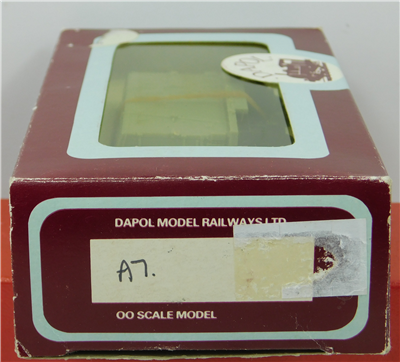 DAPOL MODEL RAILWAYS LTD
A7.
OO SCALE MODEL